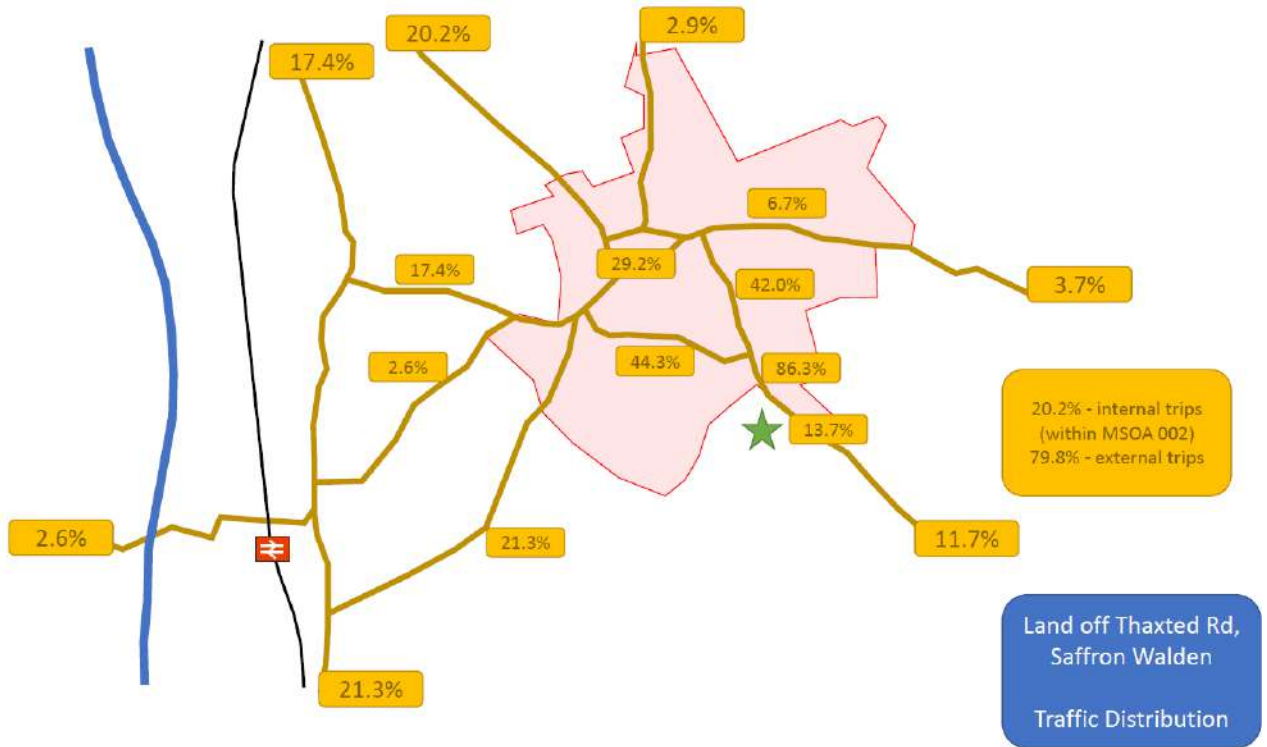 20.2%
2.9%
17.4%
6.7%
29.2%
17.4%
42.0%
3.7%
2.6%
44.3%
86.3%
20.2% - internal trips
(within MSOA 002)
79.8% - external trips
13.7%
2.6%
21.3%
11.7%
21.3%
Land off Thaxted Rd,
Saffron Walden
Traffic Distribution